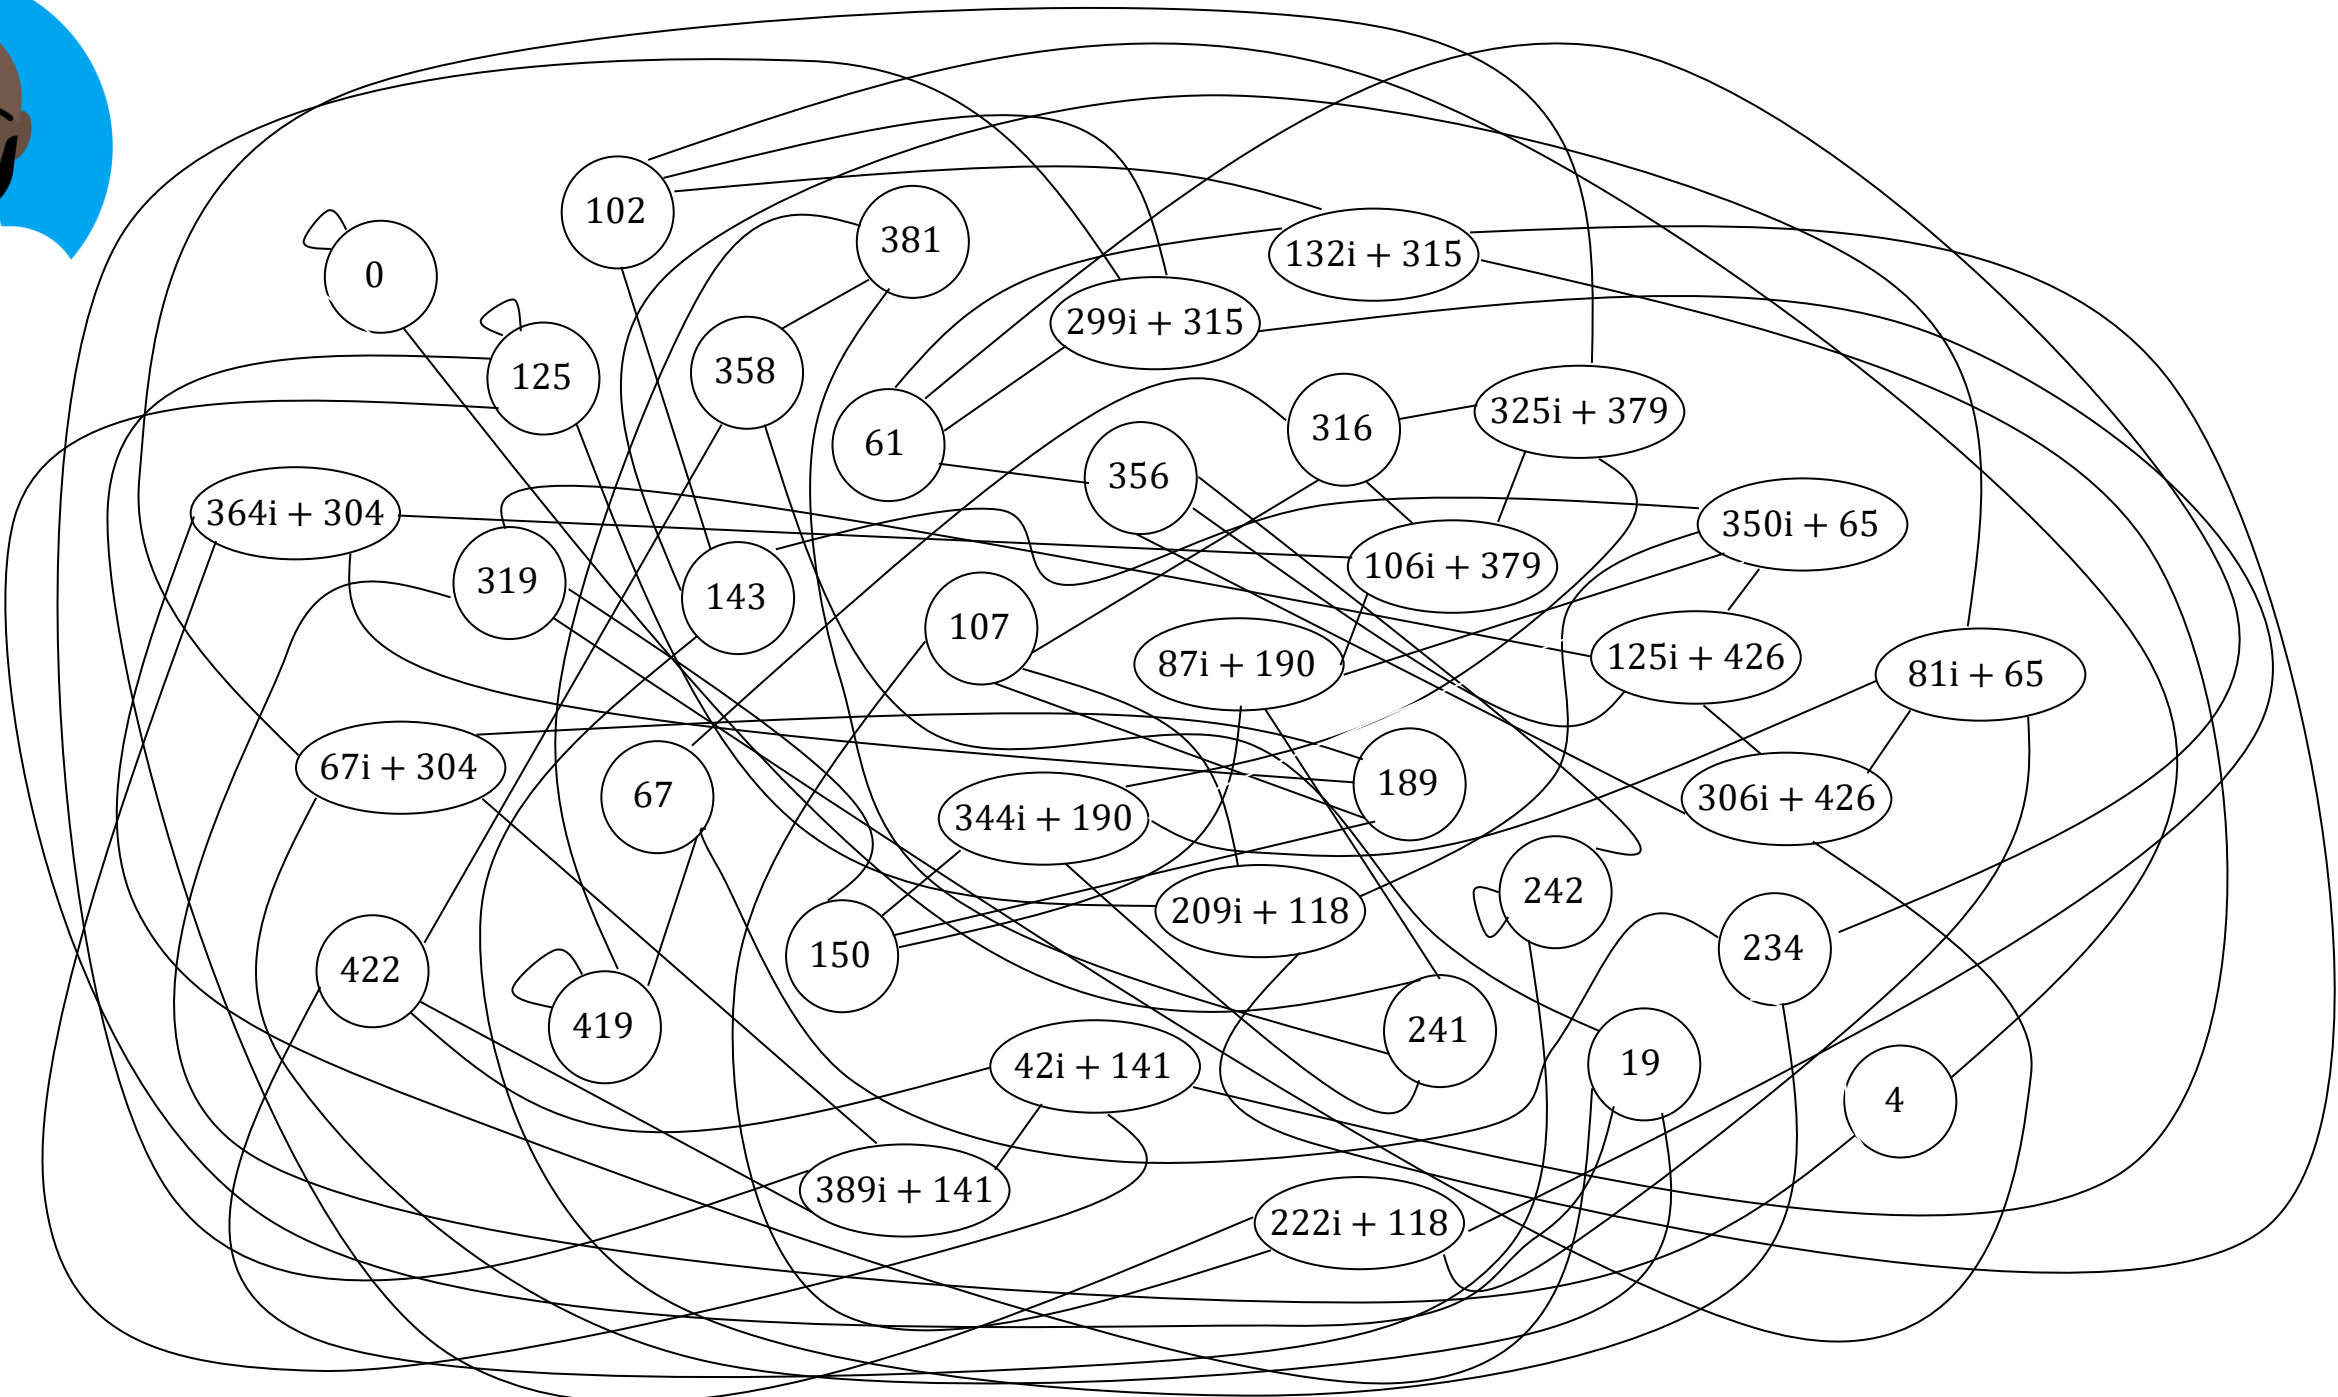 102
381
132i + 315
0
299i + 315
125
358
61
316
325i + 379
356
364i + 304
350i + 65
319
143
106i + 379
107
87i + 190
125i + 426
81i + 65
67i + 304
67
344i + 190
189
306i + 426
422
150
209i + 118
242
234
419
42i + 141
241
19
4
389i + 141
222i + 118